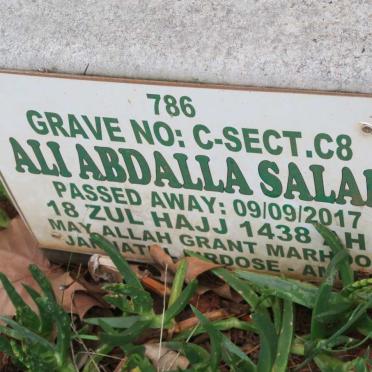 786
GRAVE NO: C-SECT.C8
ALI ABDALLA
PASSED AWAY: 09/09/2017
18 ZUL HAJJ 1438 AH
MAY ALLAH GRANT